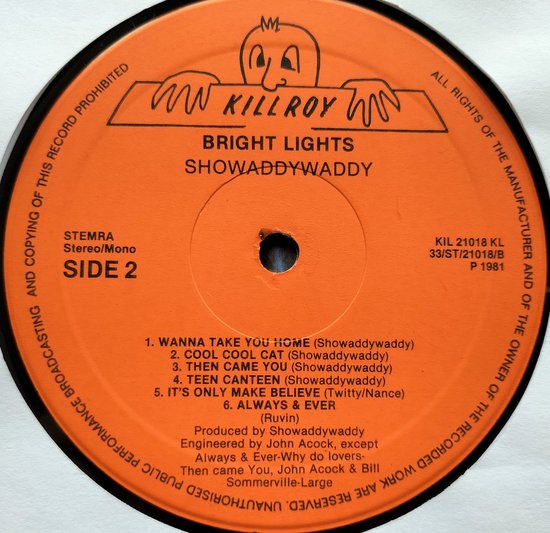 KILLROY
BRIGHT LIGHTS
SHOWADDYWADDY
STEMRA
Stereo/Mono
SIDE 2
KIL 21018 KL
33/ST/21018/B
P 1981
1. WANNA TAKE YOU HOME (Showaddywaddy)
2. COOL COOL CAT (Showaddywaddy)
3. THEN CAME YOU (Showaddywaddy)
4. TEEN CANTEEN (Showaddywaddy)
5. IT'S ONLY MAKE BELIEVE (Twitty/Nance)
6. ALWAYS & EVER
(Ruvin)
Produced by Showaddywaddy
Engineered by John Acock, except
Always & Ever-Why do lovers-
Then came You, John Acock & Bill
Sommerville-Large
ALL RIGHTS OF THE MANUFACTURER AND OF THE OWNER OF THE RECORDED WORK ARE RESERVED. UNAUTHORISED PUBLIC PERFORMANCE BROADCASTING AND COPYING OF THIS RECORD PROHIBITED